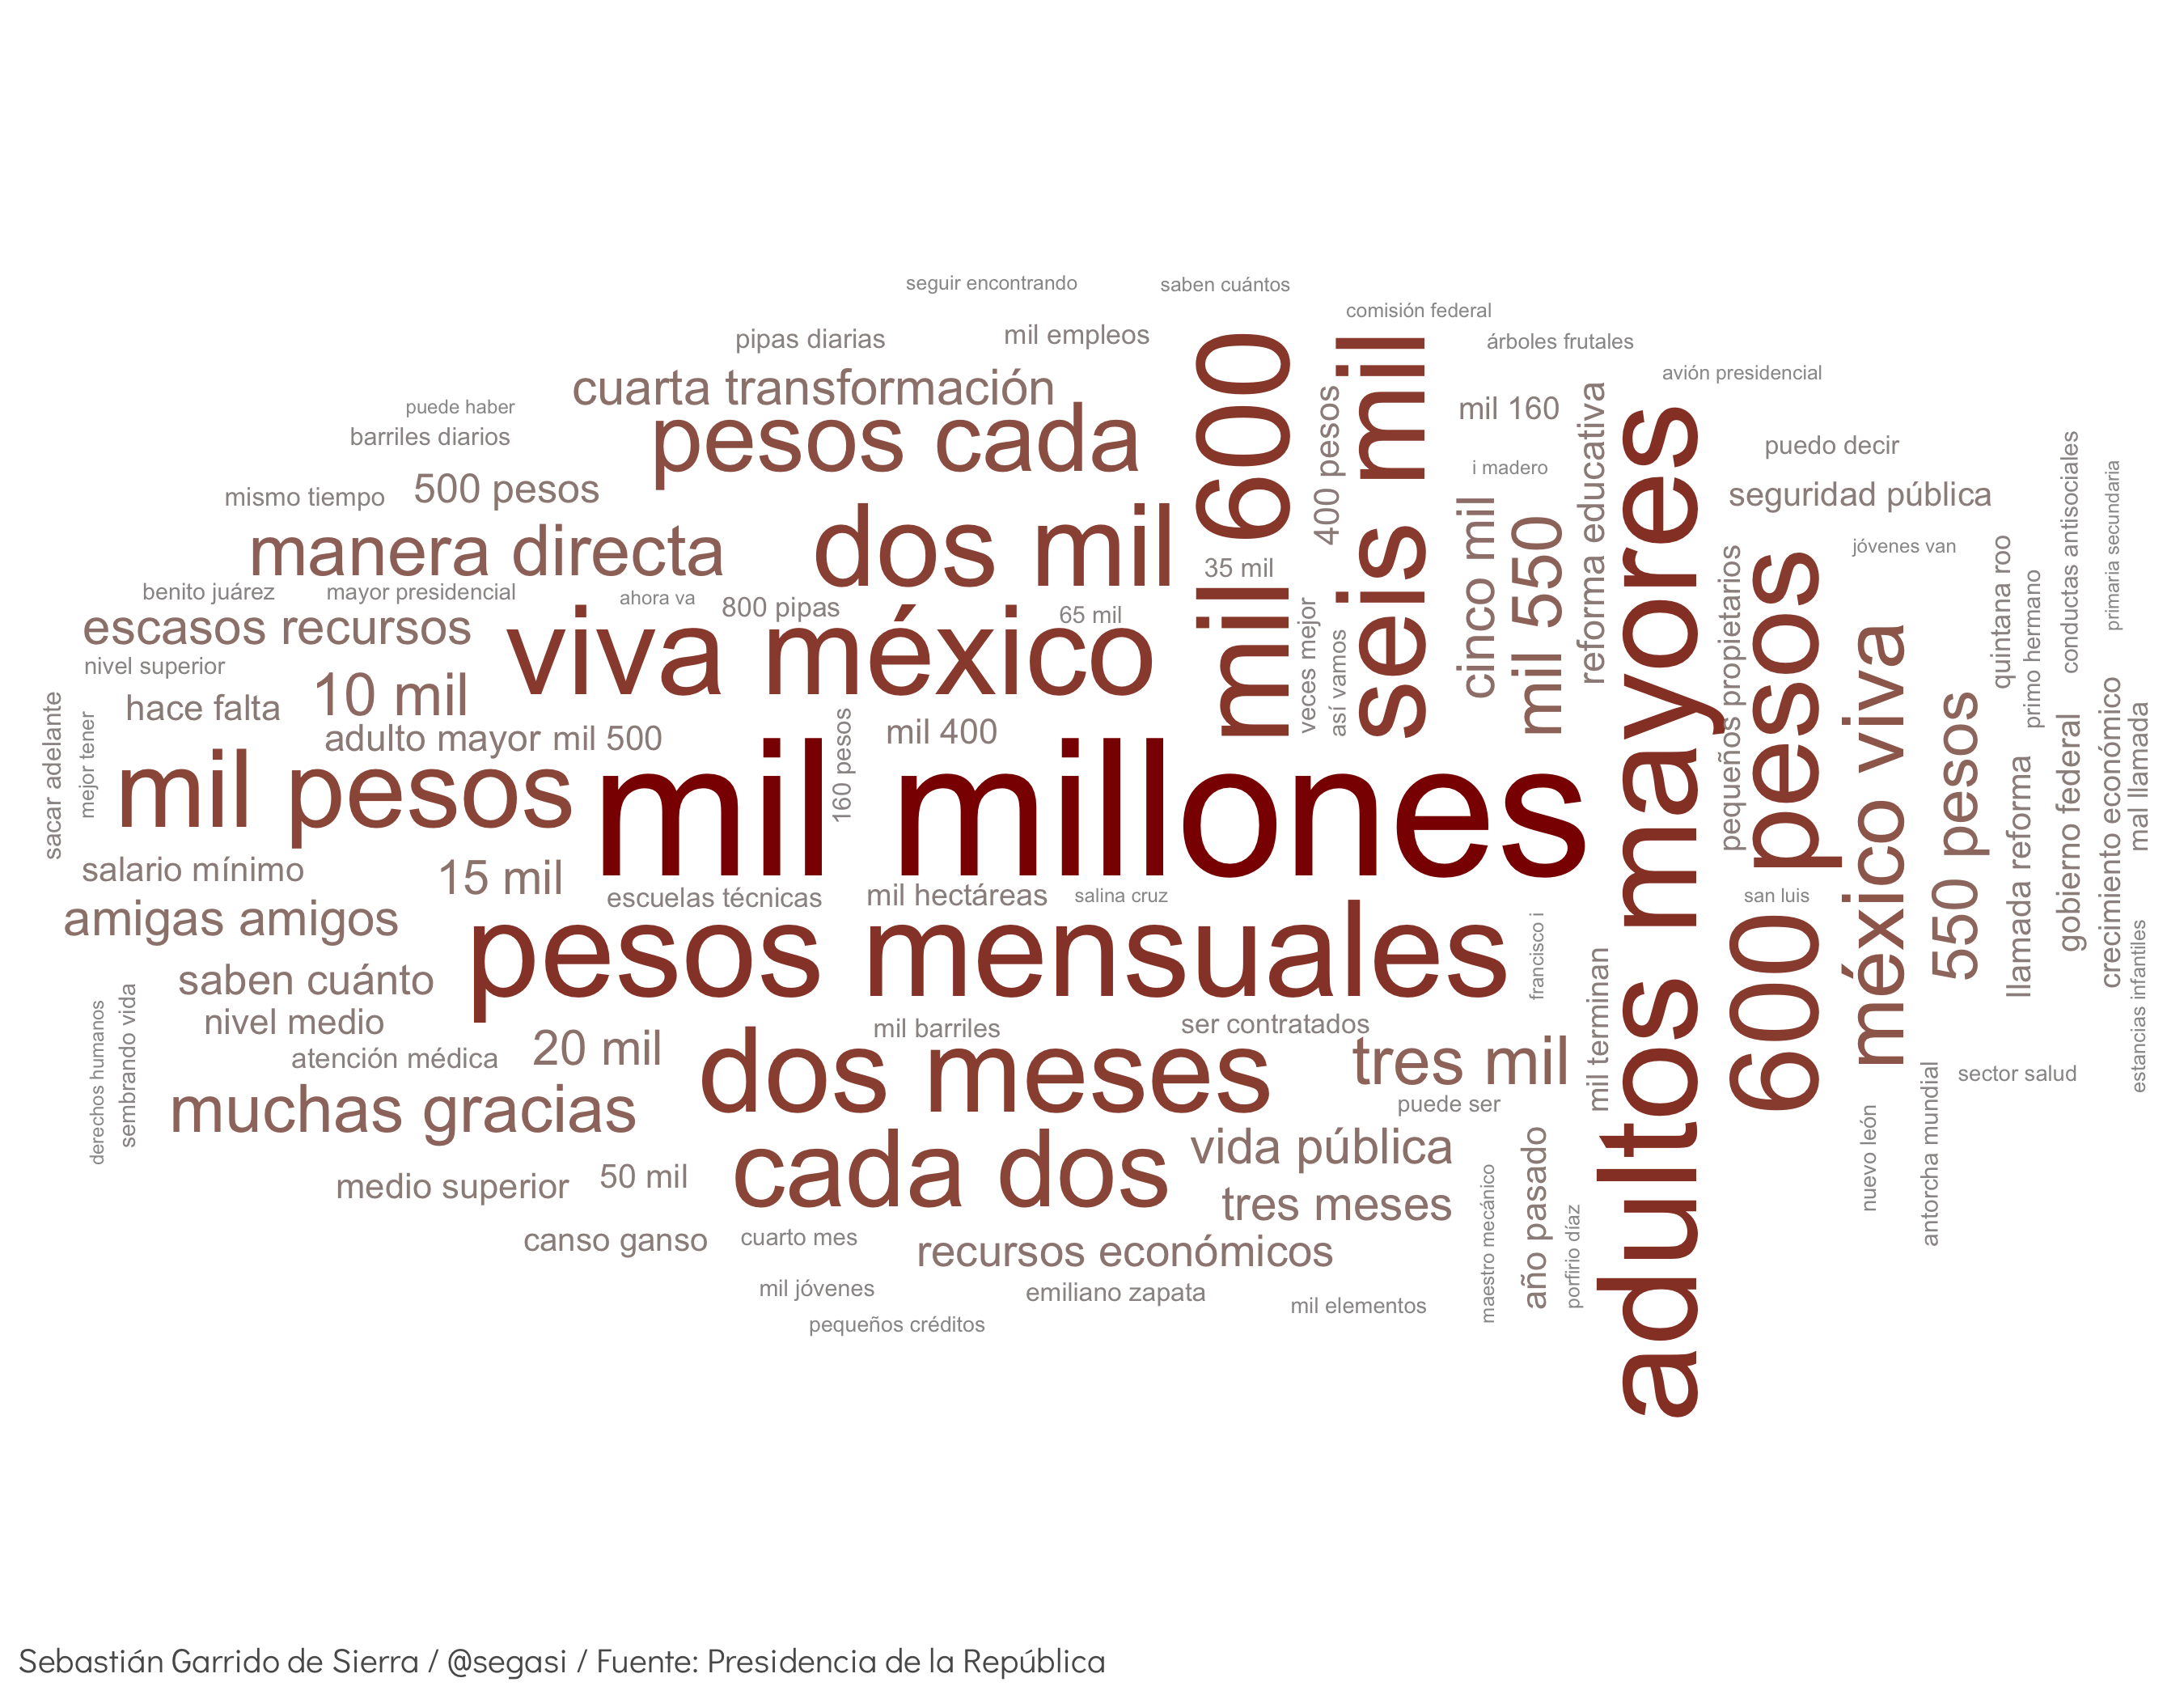 seguir encontrando
saben cuántos
comisión federal
pipas diarias
mil empleos
árboles frutales
avión presidencial
cuarta transformación
puede haber
barriles diarios
pesos cada
mil 600
400 pesos
seis mil
mil 160
reforma educativa
adultos mayores
puedo decir
i madero
mismo tiempo
500 pesos
seguridad pública
conductas antisociales
primaria secundaria
manera directa
dos mil
35 mil
cinco mil
mil 550
pequeños propietarios
600 pesos
jóvenes van
quintana roo
primo hermano
benito juárez
mayor presidencial
ahora va
800 pipas
65 mil
veces mejor
así vamos
escasos recursos
viva méxico
méxico viva
nivel superior
10 mil
sacar adelante
mejor tener
hace falta
adulto mayor
mil 500
160 pesos
mil 400
550 pesos
llamada reforma
gobierno federal
crecimiento económico
mal llamada
mil pesos
mil millones
salario mínimo
15 mil
escuelas técnicas
mil hectáreas
salina cruz
san luis
amigas amigos
pesos mensuales
francisco i
mil terminan
estancias infantiles
saben cuánto
derechos humanos
sembrando vida
nivel medio
mil barriles
ser contratados
atención médica
20 mil
dos meses
tres mil
puede ser
sector salud
nuevo león
antorcha mundial
muchas gracias
cada dos
vida pública
medio superior
50 mil
tres meses
maestro mecánico
año pasado
porfirio díaz
canso ganso
cuarto mes
recursos económicos
mil jóvenes
emiliano zapata
mil elementos
pequeños créditos
Sebastián Garrido de Sierra / @segasi / Fuente: Presidencia de la República